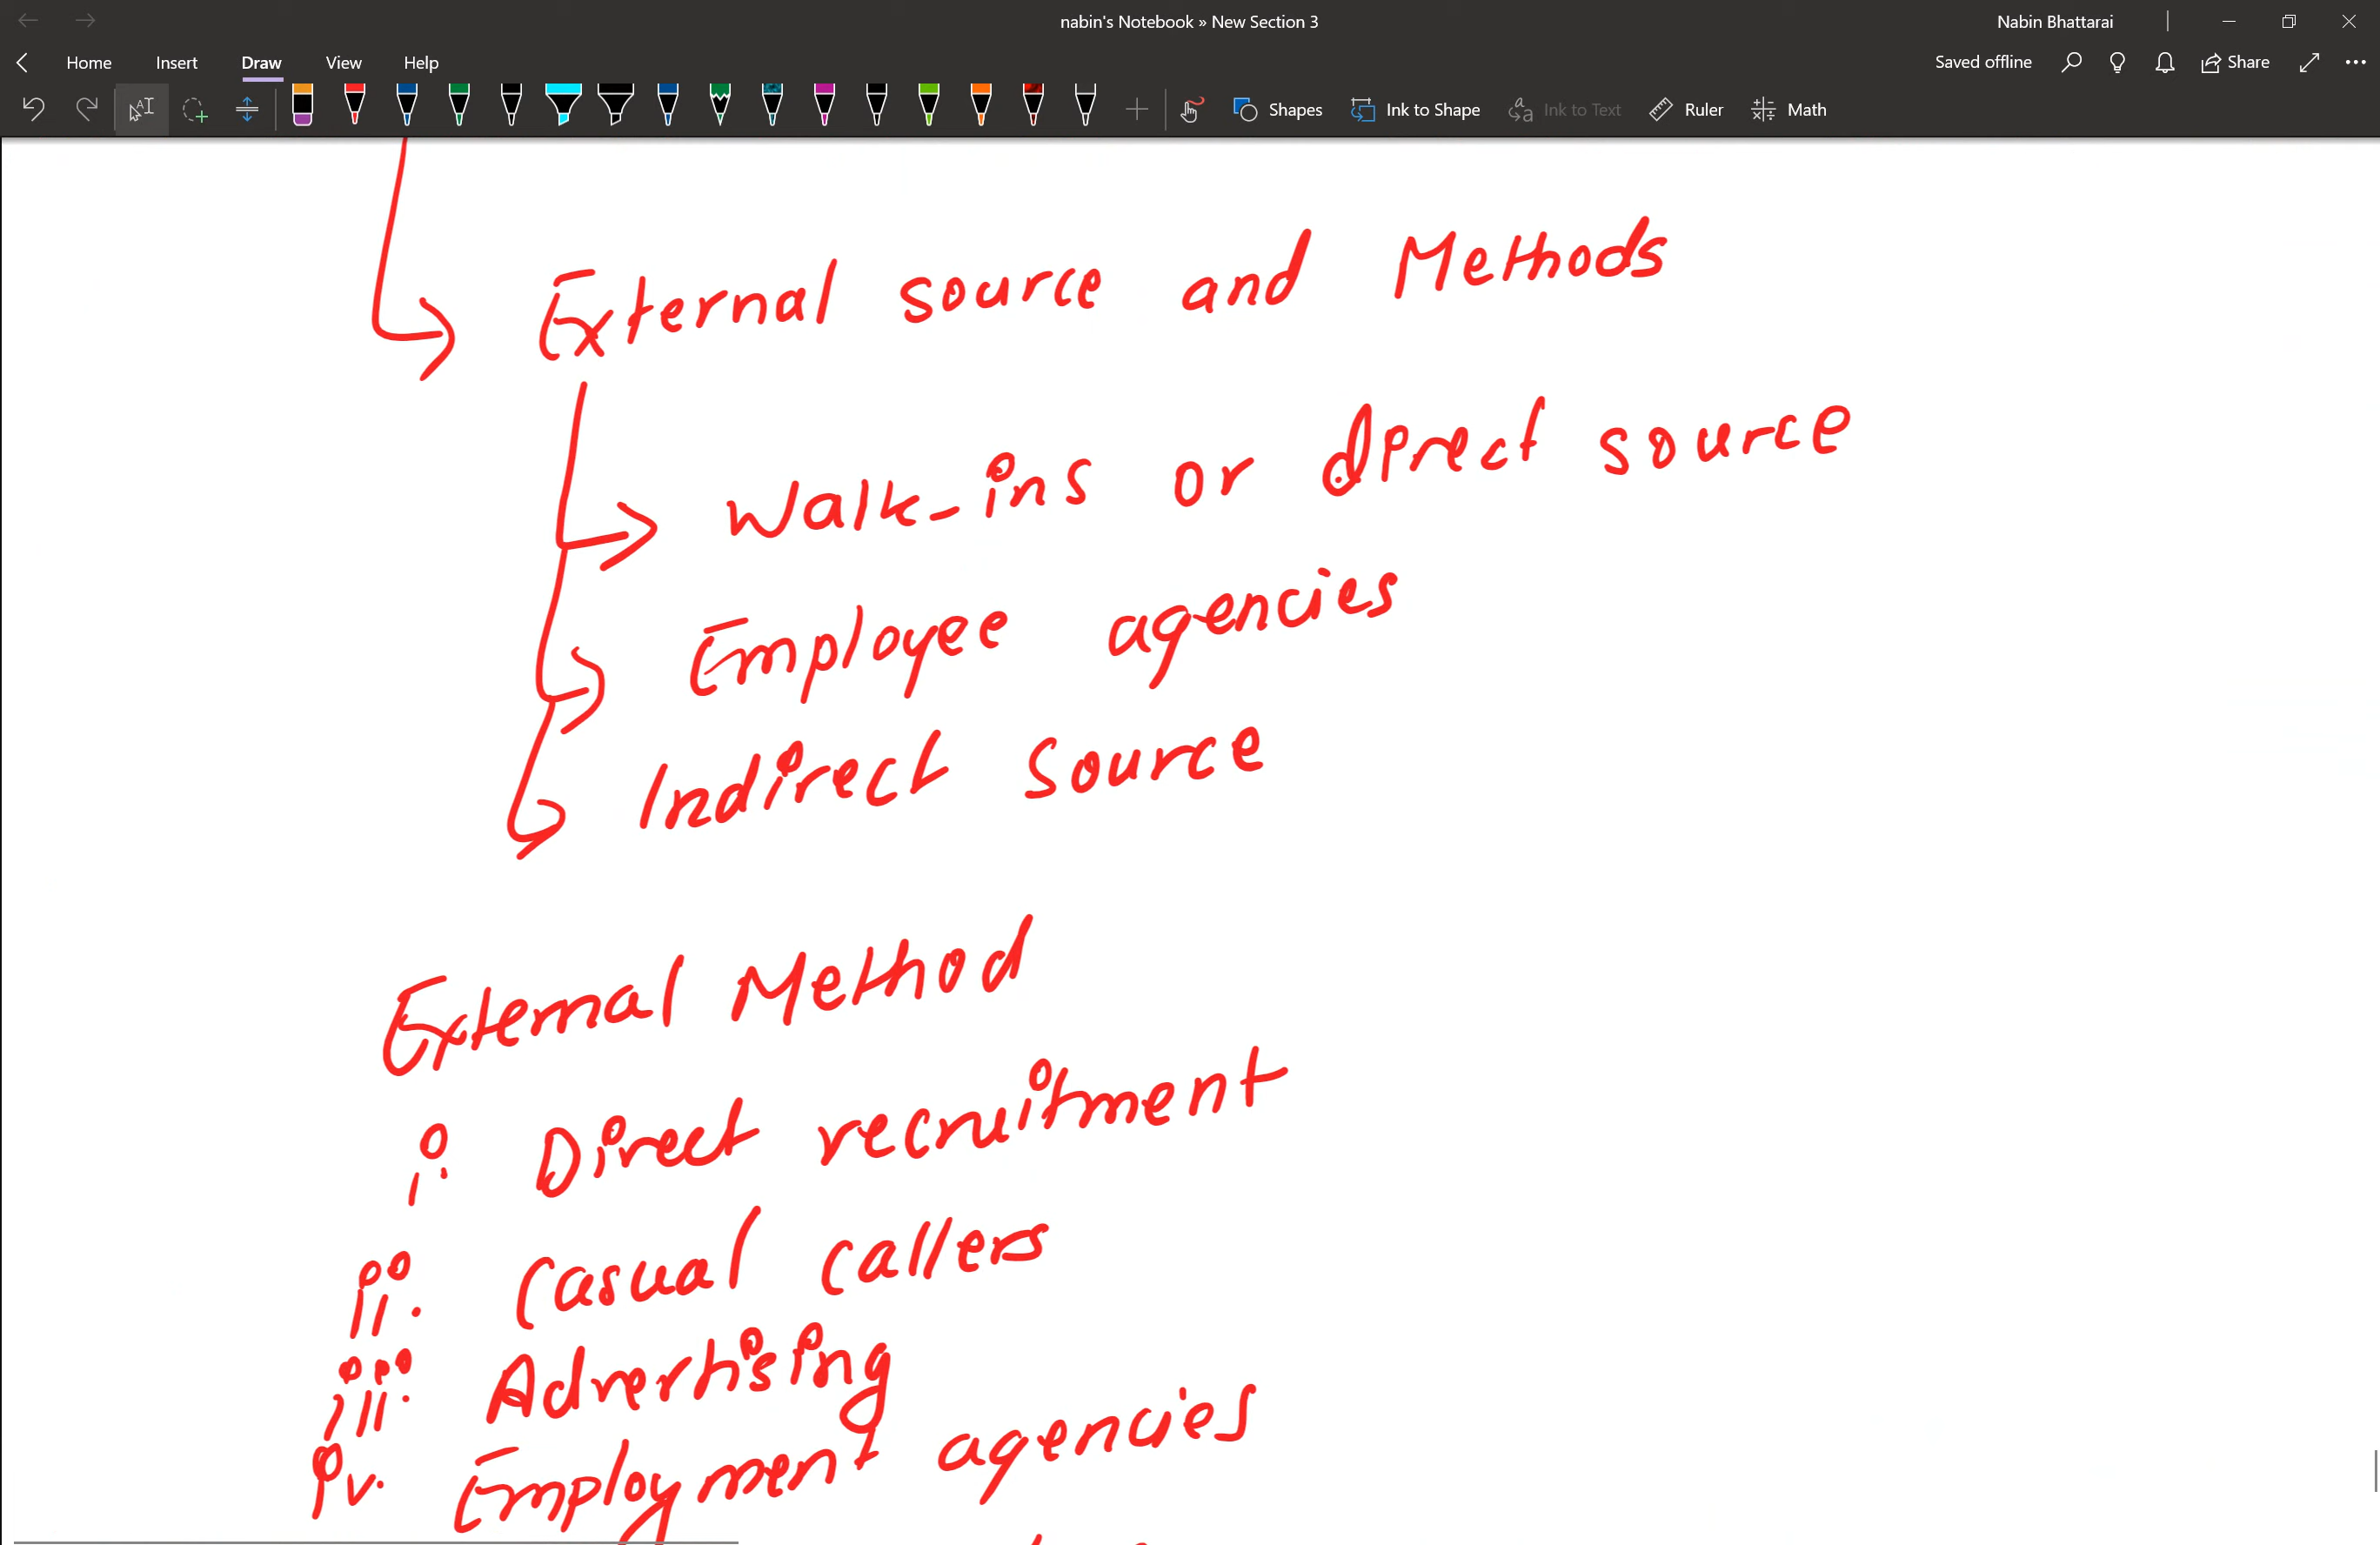 nabin's Notebook » New Section 3
Nabin Bhattarai
Home Insert Draw View Help
Saved offline Share
Shapes Ink to Shape Ink to Text Ruler Math
External source and Methods
Walk-ins or direct source
Employee agencies
Indirect Source
External Method
i. Direct recruitment
ii. Casual callers
iii. Advertising
iv. Employment agencies